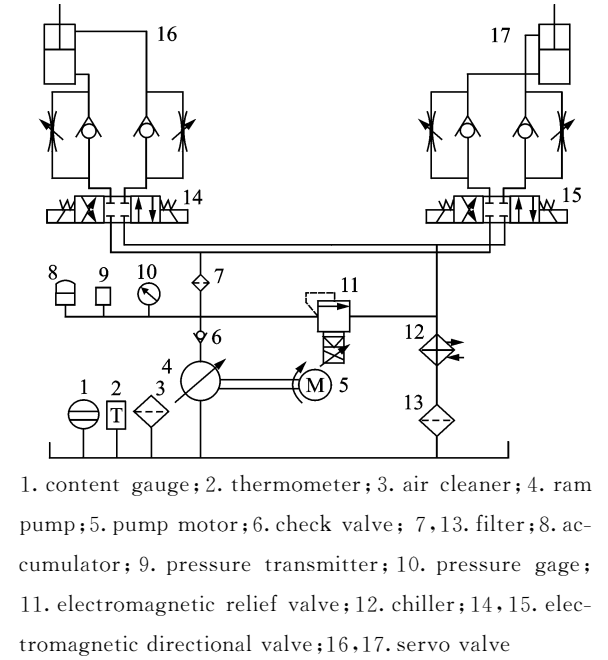 16
17
14
15
8
9
10
7
11
6
12
4
5
M
1
2
3
T
13
1. content gauge; 2. thermometer; 3. air cleaner; 4. ram
pump; 5. pump motor; 6. check valve; 7,13. filter; 8. ac-
cumulator; 9. pressure transmitter; 10. pressure gage;
11. electromagnetic relief valve; 12. chiller; 14,15. elec-
tromagnetic directional valve; 16,17. servo valve